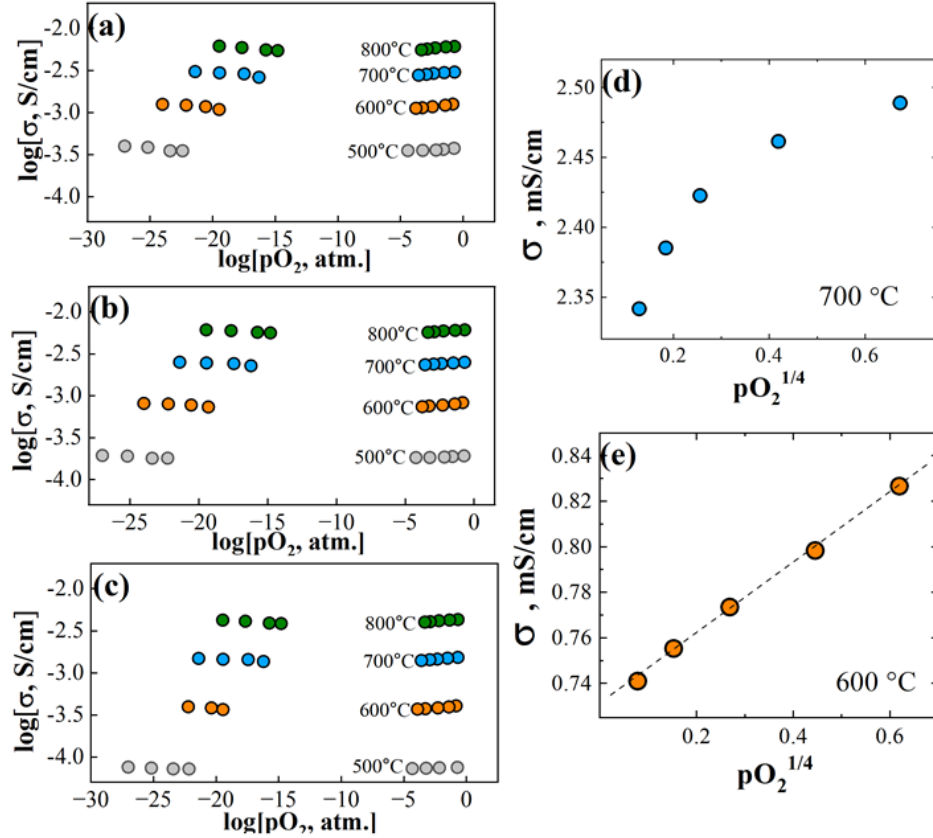 (a)
log[σ, S/cm]
-2.0
-2.5
-3.0
-3.5
-4.0
800°C
700°C
600°C
500°C
−30 −25 −20 −15 −10 −5 0
log[pO2, atm.]
(b)
log[σ, S/cm]
-2.0
-2.5
-3.0
-3.5
-4.0
800°C
700°C
600°C
500°C
−25 −20 −15 −10 −5 0
log[pO2, atm.]
(c)
log[σ, S/cm]
-2.0
-2.5
-3.0
-3.5
-4.0
800°C
700°C
600°C
500°C
−30 −25 −20 −15 −10 −5 0
log[pO2, atm.]
(d)
σ, mS/cm
2.50
2.45
2.40
2.35
700 °C
0.2 0.4 0.6
pO2^1/4
(e)
σ, mS/cm
0.84
0.82
0.80
0.78
0.76
0.74
600 °C
0.2 0.4 0.6
pO2^1/4